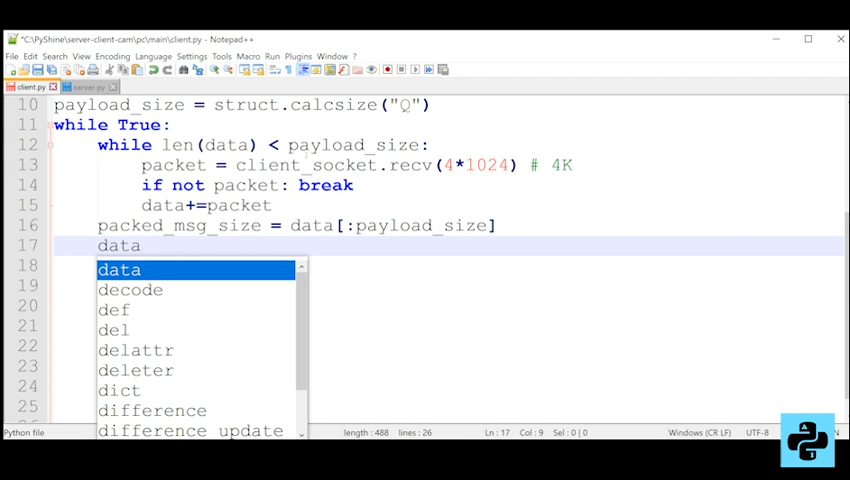 *C:\PyShine\server-client-cam\pc\main\client.py - Notepad++
File Edit Search View Encoding Language Settings Tools Macro Run Plugins Window ?
client.py server.py
10 payload_size = struct.calcsize("Q")
11 while True:
12 while len(data) < payload_size:
13 packet = client_socket.recv(4*1024) # 4K
14 if not packet: break
15 data+=packet
16 packed_msg_size = data[:payload_size]
17 data
18 data
19 decode
20 def
21 del
22 delattr
23 deleter
24 dict
25 difference
difference_update
Python file length : 488 lines : 26 Ln : 17 Col : 9 Sel : 0 | 0 Windows (CR LF) UTF-8
A I